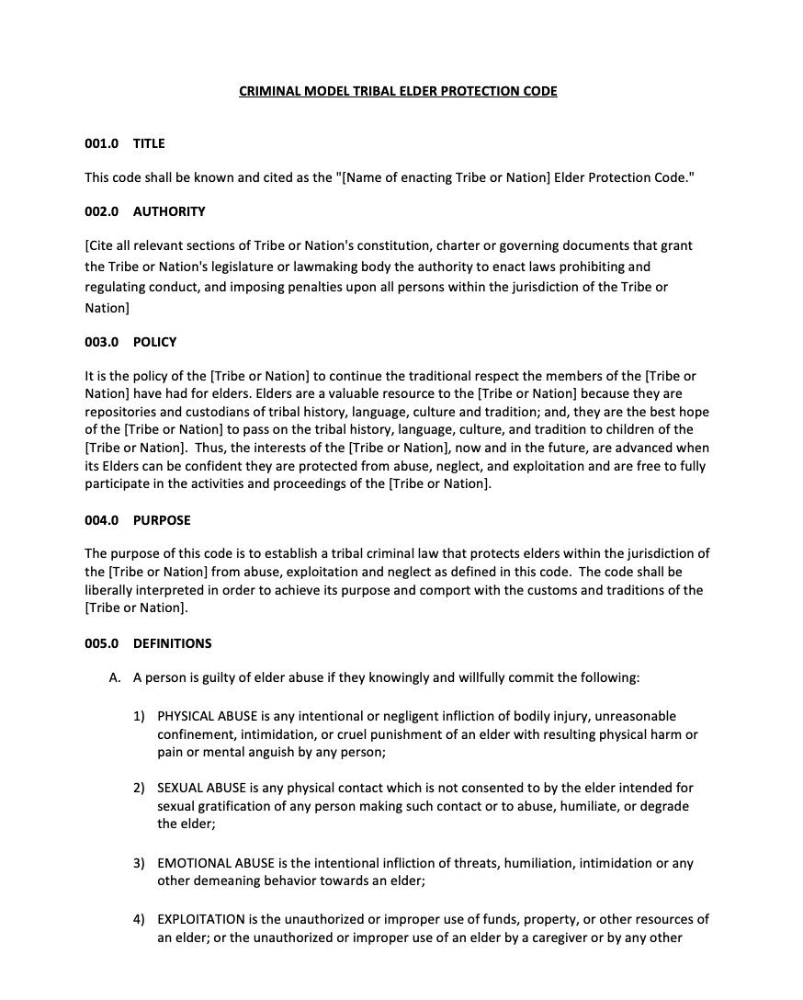 CRIMINAL MODEL TRIBAL ELDER PROTECTION CODE
001.0 TITLE
This code shall be known and cited as the "[Name of enacting Tribe or Nation] Elder Protection Code."
002.0 AUTHORITY
[Cite all relevant sections of Tribe or Nation's constitution, charter or governing documents that grant
the Tribe or Nation's legislature or lawmaking body the authority to enact laws prohibiting and
regulating conduct, and imposing penalties upon all persons within the jurisdiction of the Tribe or
Nation]
003.0 POLICY
It is the policy of the [Tribe or Nation] to continue the traditional respect the members of the [Tribe or
Nation] have had for elders. Elders are a valuable resource to the [Tribe or Nation] because they are
repositories and custodians of tribal history, language, culture and tradition; and, they are the best hope
of the [Tribe or Nation] to pass on the tribal history, language, culture, and tradition to children of the
[Tribe or Nation]. Thus, the interests of the [Tribe or Nation], now and in the future, are advanced when
its Elders can be confident they are protected from abuse, neglect, and exploitation and are free to fully
participate in the activities and proceedings of the [Tribe or Nation].
004.0 PURPOSE
The purpose of this code is to establish a tribal criminal law that protects elders within the jurisdiction of
the [Tribe or Nation] from abuse, exploitation and neglect as defined in this code. The code shall be
liberally interpreted in order to achieve its purpose and comport with the customs and traditions of the
[Tribe or Nation].
005.0 DEFINITIONS
A. A person is guilty of elder abuse if they knowingly and willfully commit the following:
1) PHYSICAL ABUSE is any intentional or negligent infliction of bodily injury, unreasonable
confinement, intimidation, or cruel punishment of an elder with resulting physical harm or
pain or mental anguish by any person;
2) SEXUAL ABUSE is any physical contact which is not consented to by the elder intended for
sexual gratification of any person making such contact or to abuse, humiliate, or degrade
the elder;
3) EMOTIONAL ABUSE is the intentional infliction of threats, humiliation, intimidation or any
other demeaning behavior towards an elder;
4) EXPLOITATION is the unauthorized or improper use of funds, property, or other resources of
an elder; or the unauthorized or improper use of an elder by a caregiver or by any other